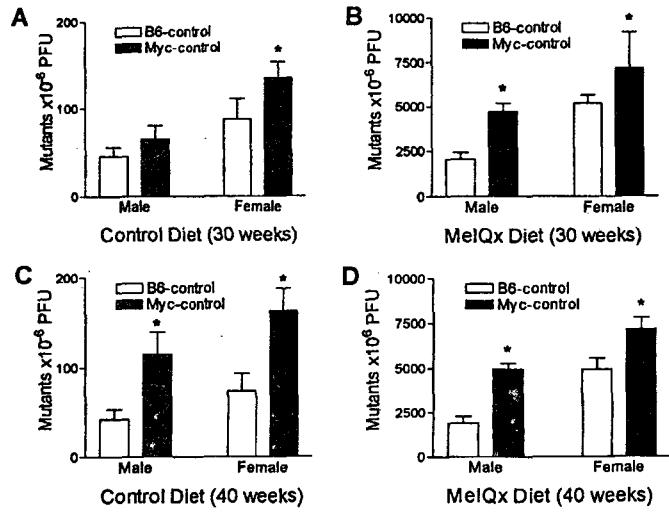 A
B6-control
Myc-control
Mutants x10⁻⁶ PFU
200
100
0
*
Male
Female
Control Diet (30 weeks)
B
B6-control
Myc-control
Mutants x10⁻⁶ PFU
10000
7500
5000
2500
0
*
*
Male
Female
MeIQx Diet (30 weeks)
C
B6-control
Myc-control
Mutants x10⁻⁶ PFU
200
100
0
*
*
Male
Female
Control Diet (40 weeks)
D
B6-control
Myc-control
Mutants x10⁶ PFU
10000
7500
5000
2500
0
*
*
Male
Female
MeIQx Diet (40 weeks)